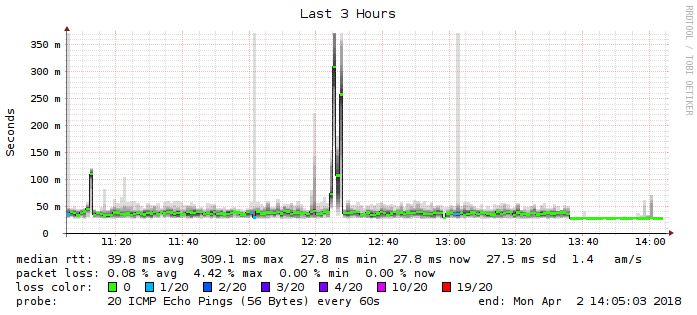 Last 3 Hours
RRDTOOL / TOBI OETIKER
Seconds
350 m
300 m
250 m
200 m
150 m
100 m
50 m
0
11:20 11:40 12:00 12:20 12:40 13:00 13:20 13:40 14:00
median rtt: 39.8 ms avg 309.1 ms max 27.8 ms min 27.8 ms now 27.5 ms sd 1.4 am/s
packet loss: 0.08 % avg 4.42 % max 0.00 % min 0.00 % now
loss color: 0 1/20 2/20 3/20 4/20 10/20 19/20
probe: 20 ICMP Echo Pings (56 Bytes) every 60s end: Mon Apr 2 14:05:03 2018